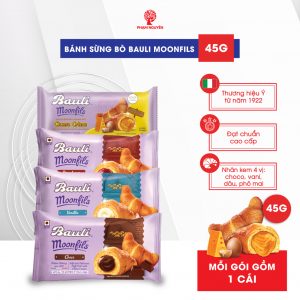 PHẠM NGUYÊN
BÁNH SỪNG BÒ BAULI MOONFILS
45G
Thương hiệu Ý
từ năm 1922
Đạt chuẩn
cao cấp
Nhân kem 4 vị:
choco, vani,
dâu, phô mai
45G
MỖI GÓI GỒM
1 CÁI
Bauli
Moonfils
Bauli
Bauli
Moonfils
Vanilla
Bauli
Moonfils
Choco